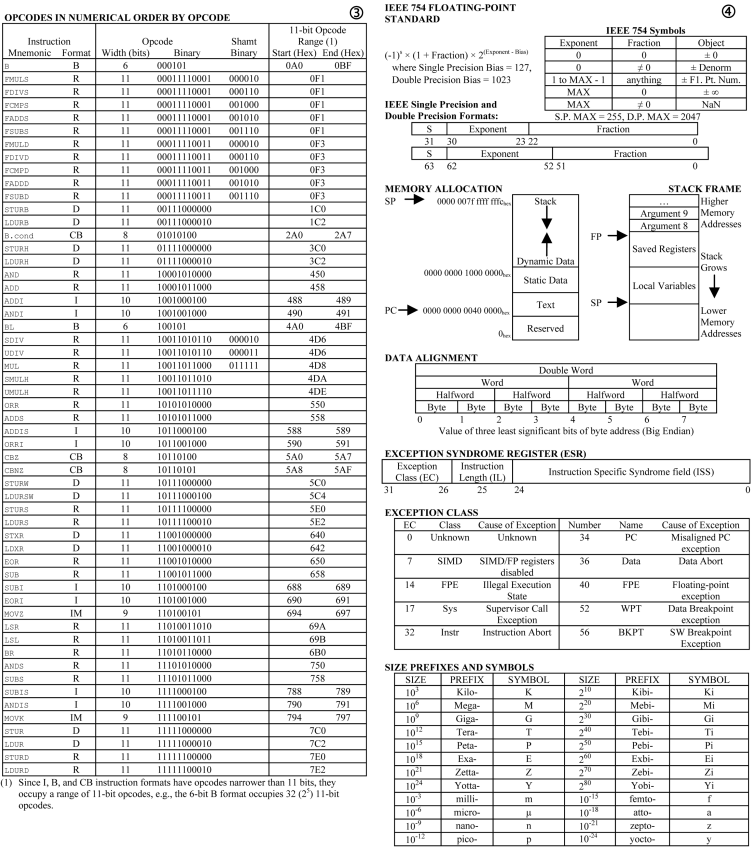 OPCODES IN NUMERICAL ORDER BY OPCODE ③
Instruction Opcode Shamt 11-bit Opcode Range (1)
Mnemonic Format Width (bits) Binary Binary Start (Hex) End (Hex)
B B 6 000101 0A0 0BF
FMULS R 11 00011110001 000010 0F1
FDIVS R 11 00011110001 000110 0F1
FCMPS R 11 00011110001 001000 0F1
FADDS R 11 00011110001 001010 0F1
FSUBS R 11 00011110001 001110 0F1
FMULD R 11 00011110011 000010 0F3
FDIVD R 11 00011110011 000110 0F3
FCMPD R 11 00011110011 001000 0F3
FADDD R 11 00011110011 001010 0F3
FSUBD R 11 00011110011 001110 0F3
STURB D 11 00111000000 1C0
LDURB D 11 00111000010 1C2
B.cond CB 8 01010100 2A0 2A7
STURH D 11 01111000000 3C0
LDURH D 11 01111000010 3C2
AND R 11 10001010000 450
ADD R 11 10001011000 458
ADDI I 10 1001000100 488 489
ANDI I 10 1001001000 490 491
BL B 6 100101 4A0 4BF
SDIV R 11 10011010110 000010 4D6
UDIV R 11 10011010110 000011 4D6
MUL R 11 10011011000 011111 4D8
SMULH R 11 10011011010 4DA
UMULH R 11 10011011110 4DE
ORR R 11 10101010000 550
ADDS R 11 10101011000 558
ADDIS I 10 1011000100 588 589
ORRI I 10 1011001000 590 591
CBZ CB 8 10110100 5A0 5A7
CBNZ CB 8 10110101 5A8 5AF
STURW D 11 10111000000 5C0
LDURSW D 11 10111000100 5C4
STURS R 11 10111100000 5E0
LDURS R 11 10111100010 5E2
STXR D 11 11001000000 640
LDXR D 11 11001000010 642
EOR R 11 11001010000 650
SUB R 11 11001011000 658
SUBI I 10 1101000100 688 689
EORI I 10 1101001000 690 691
MOVZ IM 9 110100101 694 697
LSR R 11 11010011010 69A
LSL R 11 11010011011 69B
BR R 11 11010110000 6B0
ANDS R 11 11101010000 750
SUBS R 11 11101011000 758
SUBIS I 10 1111000100 788 789
ANDIS I 10 1111001000 790 791
MOVK IM 9 111100101 794 797
STUR D 11 11111000000 7C0
LDUR D 11 11111000010 7C2
STURD R 11 11111100000 7E0
LDURD R 11 11111100010 7E2
(1) Since I, B, and CB instruction formats have opcodes narrower than 11 bits, they
occupy a range of 11-bit opcodes, e.g., the 6-bit B format occupies 32 (2⁵) 11-bit
opcodes.
IEEE 754 FLOATING-POINT
STANDARD ④
(-1)ˢ × (1 + Fraction) × 2^(Exponent - Bias)
where Single Precision Bias = 127,
Double Precision Bias = 1023
IEEE 754 Symbols
Exponent Fraction Object
0 0 ± 0
0 ≠ 0 ± Denorm
1 to MAX - 1 anything ± F1. Pt. Num.
MAX 0 ± ∞
MAX ≠ 0 NaN
S.P. MAX = 255, D.P. MAX = 2047
IEEE Single Precision and
Double Precision Formats:
S Exponent Fraction
31 30 23 22 0
S Exponent Fraction
63 62 52 51 0
MEMORY ALLOCATION
SP 0000 007f ffff fffc hex Stack
Dynamic Data
0000 0000 1000 0000 hex
Static Data
PC 0000 0000 0040 0000 hex Text
0 hex Reserved
STACK FRAME
... Higher
Argument 9 Memory
Argument 8 Addresses
FP
Saved Registers Stack
Grows
Local Variables
SP Lower
Memory
Addresses
DATA ALIGNMENT
Double Word
Word Word
Halfword Halfword Halfword Halfword
Byte Byte Byte Byte Byte Byte Byte Byte
0 1 2 3 4 5 6 7
Value of three least significant bits of byte address (Big Endian)
EXCEPTION SYNDROME REGISTER (ESR)
Exception Class (EC) Instruction Length (IL) Instruction Specific Syndrome field (ISS)
31 26 25 24 0
EXCEPTION CLASS
EC Class Cause of Exception Number Name Cause of Exception
0 Unknown Unknown 34 PC Misaligned PC exception
7 SIMD SIMD/FP registers disabled 36 Data Data Abort
14 FPE Illegal Execution State 40 FPE Floating-point exception
17 Sys Supervisor Call Exception 52 WPT Data Breakpoint exception
32 Instr Instruction Abort 56 BKPT SW Breakpoint Exception
SIZE PREFIXES AND SYMBOLS
SIZE PREFIX SYMBOL SIZE PREFIX SYMBOL
10³ Kilo- K 2¹⁰ Kibi- Ki
10⁶ Mega- M 2²⁰ Mebi- Mi
10⁹ Giga- G 2³⁰ Gibi- Gi
10¹² Tera- T 2⁴⁰ Tebi- Ti
10¹⁵ Peta- P 2⁵⁰ Pebi- Pi
10¹⁸ Exa- E 2⁶⁰ Exbi- Ei
10²¹ Zetta- Z 2⁷⁰ Zebi- Zi
10²⁴ Yotta- Y 2⁸⁰ Yobi- Yi
10⁻³ milli- m 10⁻¹⁵ femto- f
10⁻⁶ micro- μ 10⁻¹⁸ atto- a
10⁻⁹ nano- n 10⁻²¹ zepto- z
10⁻¹² pico- p 10⁻²⁴ yocto- y